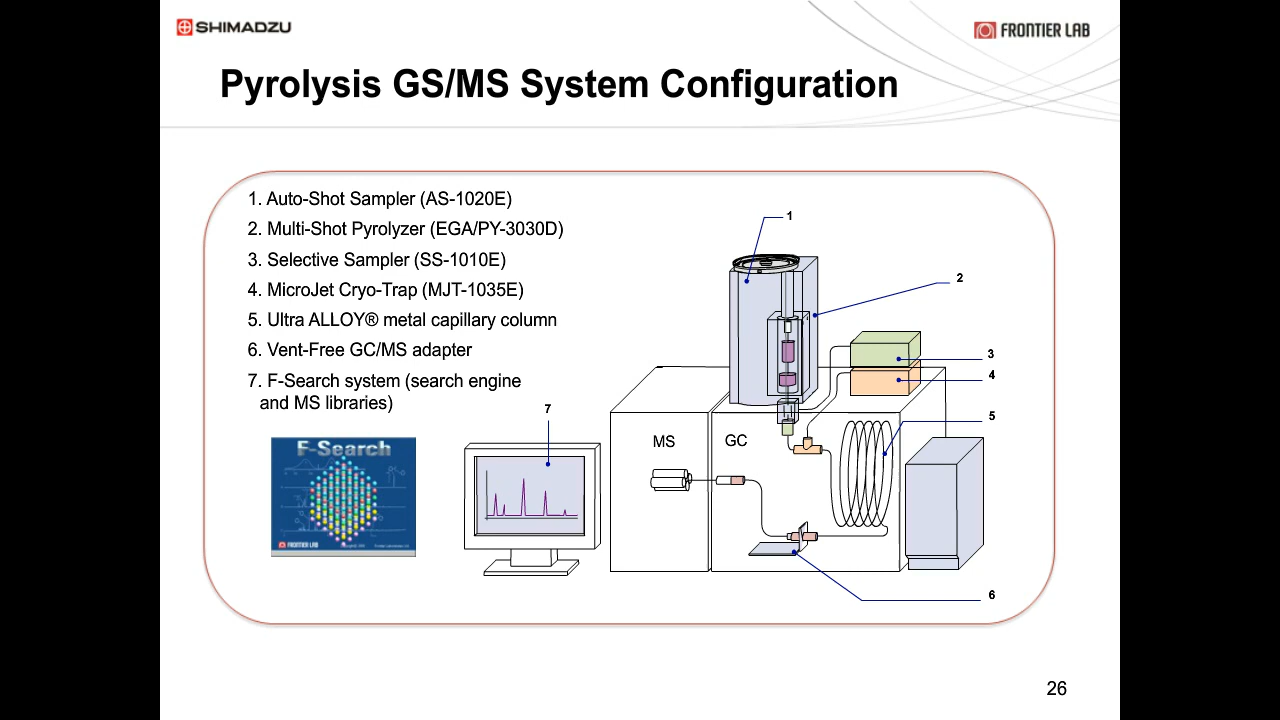 SHIMADZU
FRONTIER LAB
Pyrolysis GS/MS System Configuration
1. Auto-Shot Sampler (AS-1020E)
2. Multi-Shot Pyrolyzer (EGA/PY-3030D)
3. Selective Sampler (SS-1010E)
4. MicroJet Cryo-Trap (MJT-1035E)
5. Ultra ALLOY® metal capillary column
6. Vent-Free GC/MS adapter
7. F-Search system (search engine
and MS libraries)
1
2
3
4
5
6
7
MS
GC
F-Search
FRONTIER LAB
26